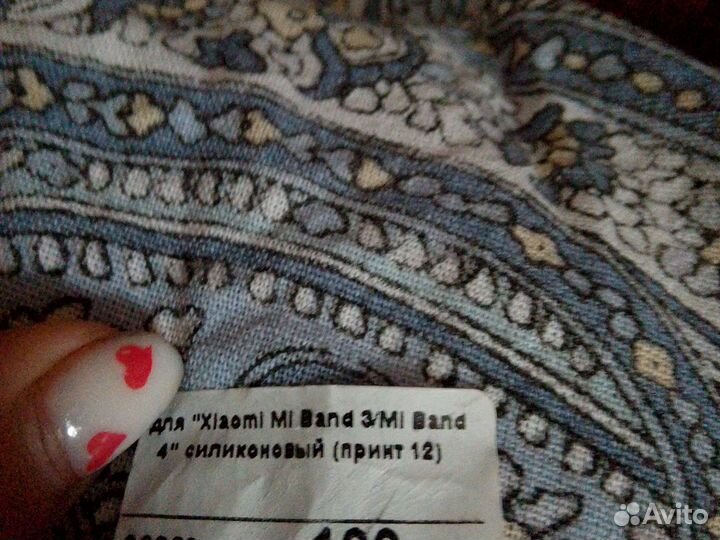 для "Xiaomi Mi Band 3/Mi Band
4" силиконовый (принт 12)
Avito